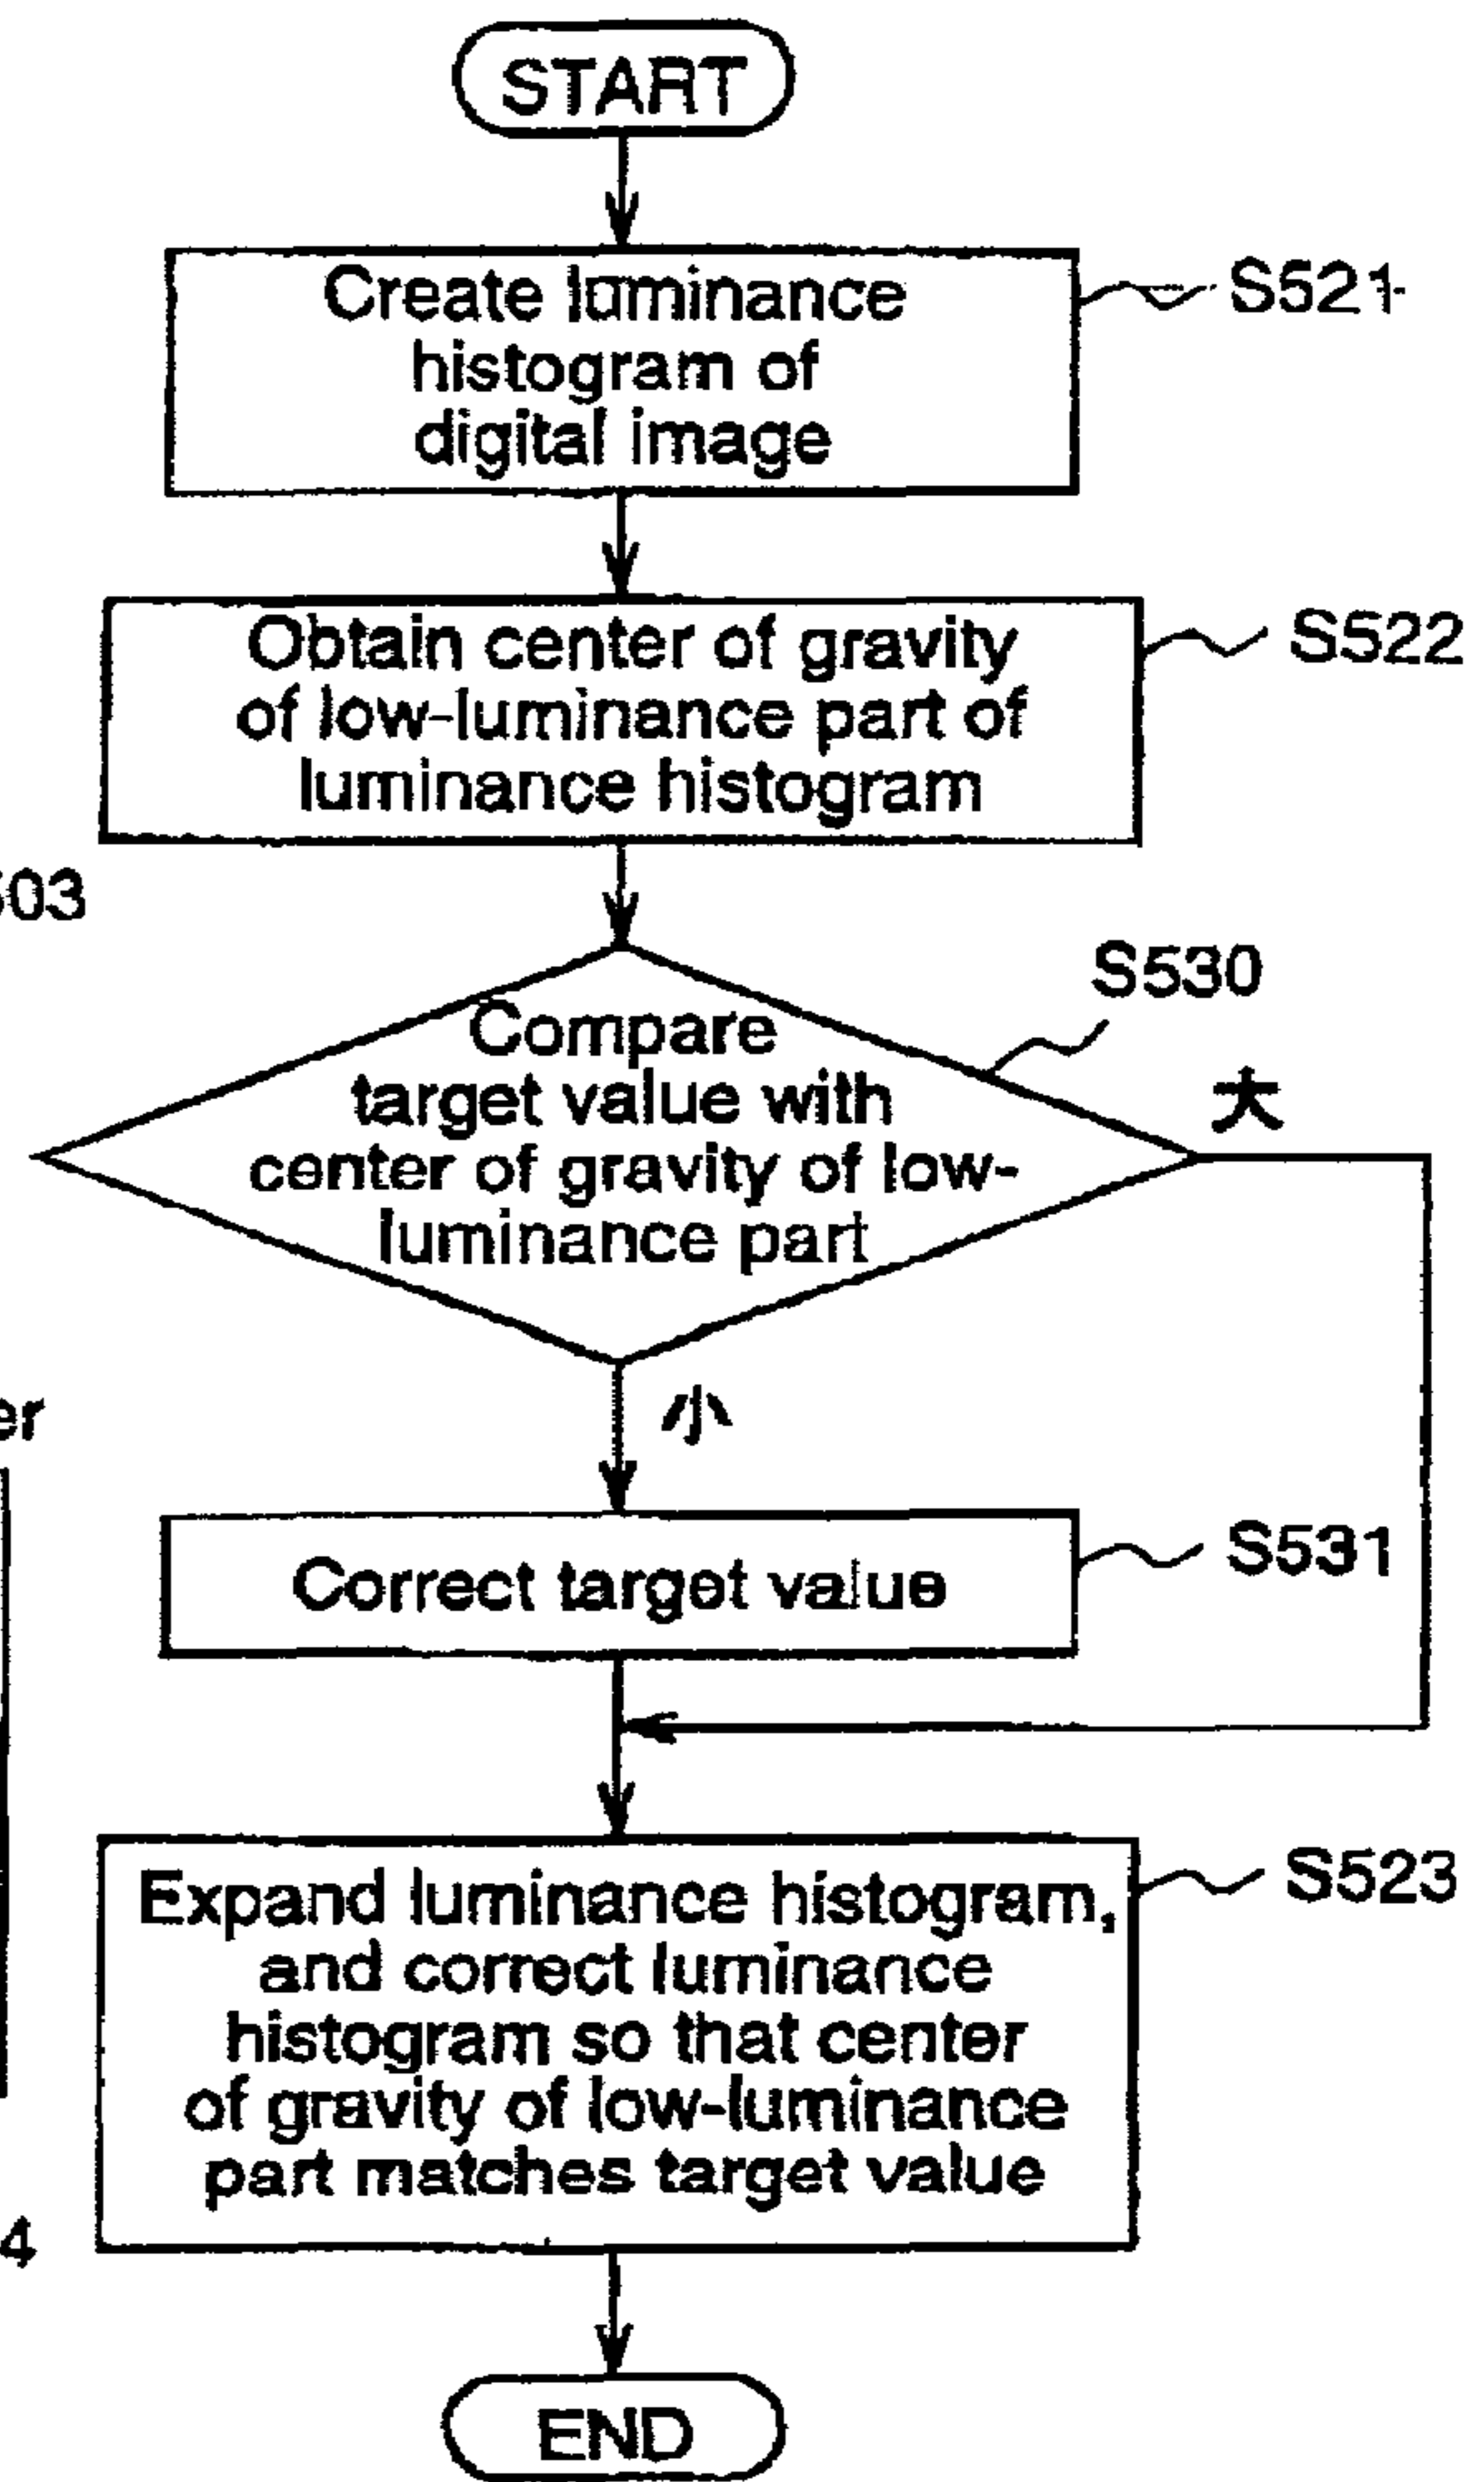 START
Create luminance
histogram of
digital image
S521
Obtain center of gravity
of low-luminance part of
luminance histogram
S522
03
S530
Compare
target value with
center of gravity of low-
luminance part
大
小
er
Correct target value
S531
Expand luminance histogram,
and correct luminance
histogram so that center
of gravity of low-luminance
part matches target value
S523
4
END